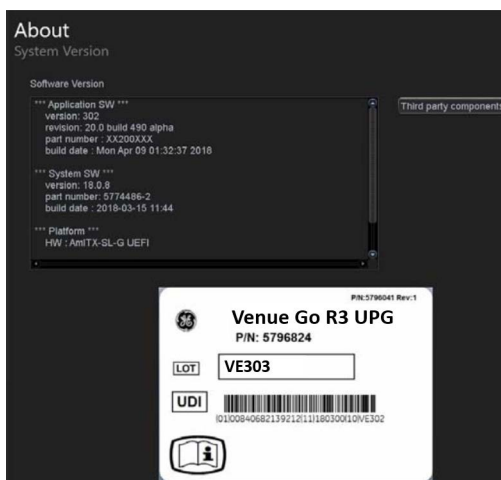 About
System Version
Software Version
*** Application SW ***
version: 302
revision: 20.0 build 490 alpha
part number : XX200XXX
build date : Mon Apr 09 01:32:37 2018
*** System SW ***
version: 18.0.8
part number: 5774486-2
build date : 2018-03-15 11:44
*** Platform ***
HW : AmITX-SL-G UEFI
Third party components
P/N:5796041 Rev:1
Venue Go R3 UPG
P/N: 5796824
LOT
VE303
UDI
(01)00840682139212(11)180300(10)VE302